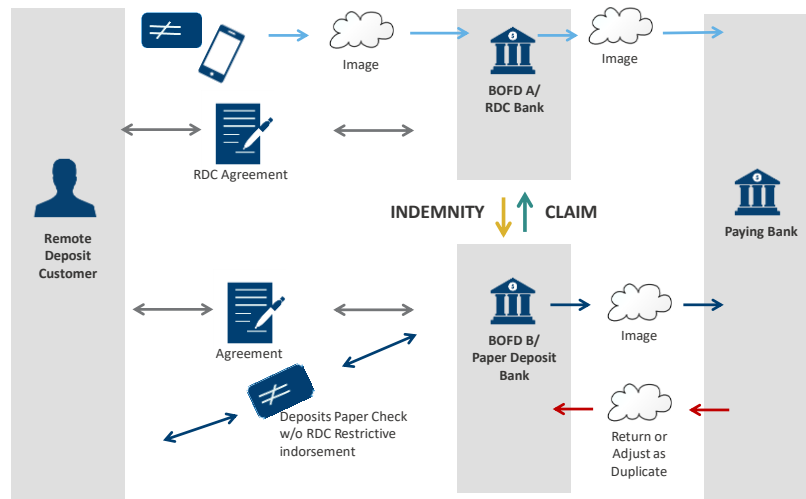 Image
Image
BOFD A/
RDC Bank
RDC Agreement
INDEMNITY
CLAIM
Remote
Deposit
Customer
Paying Bank
Agreement
BOFD B/
Paper Deposit
Bank
Image
Deposits Paper Check
w/o RDC Restrictive
indorsement
Return or
Adjust as
Duplicate